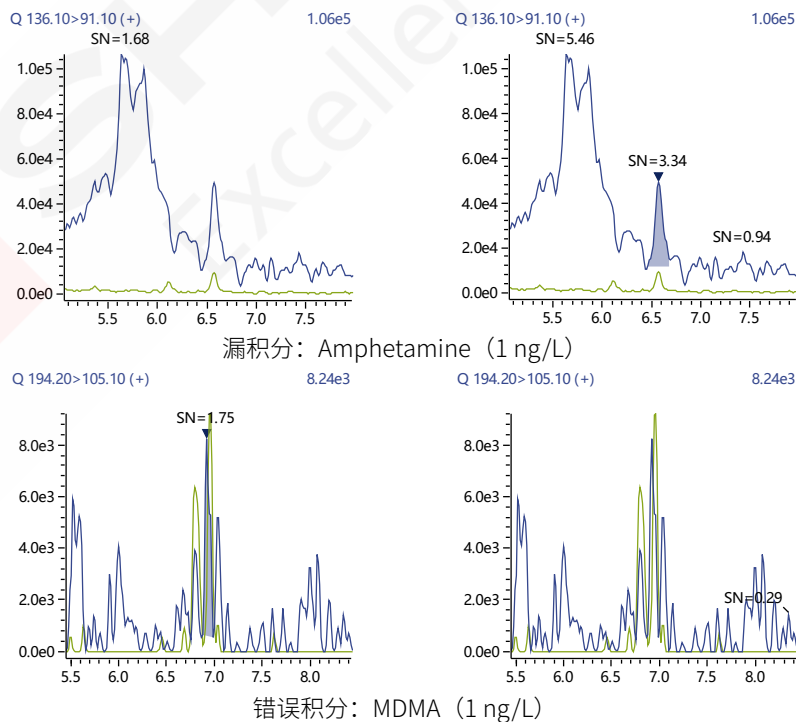 Q 136.10>91.10 (+) 1.06e5
SN=1.68
1.0e5
8.0e4
6.0e4
4.0e4
2.0e4
0.0e0
5.5 6.0 6.5 7.0 7.5
Q 136.10>91.10 (+) 1.06e5
SN=5.46
SN=3.34
SN=0.94
1.0e5
8.0e4
6.0e4
4.0e4
2.0e4
0.0e0
5.5 6.0 6.5 7.0 7.5
漏积分：Amphetamine（1 ng/L）
Q 194.20>105.10 (+) 8.24e3
SN=1.75
8.0e3
6.0e3
4.0e3
2.0e3
0.0e0
5.5 6.0 6.5 7.0 7.5 8.0
Q 194.20>105.10 (+) 8.24e3
SN=0.29
8.0e3
6.0e3
4.0e3
2.0e3
0.0e0
5.5 6.0 6.5 7.0 7.5 8.0
错误积分：MDMA（1 ng/L）